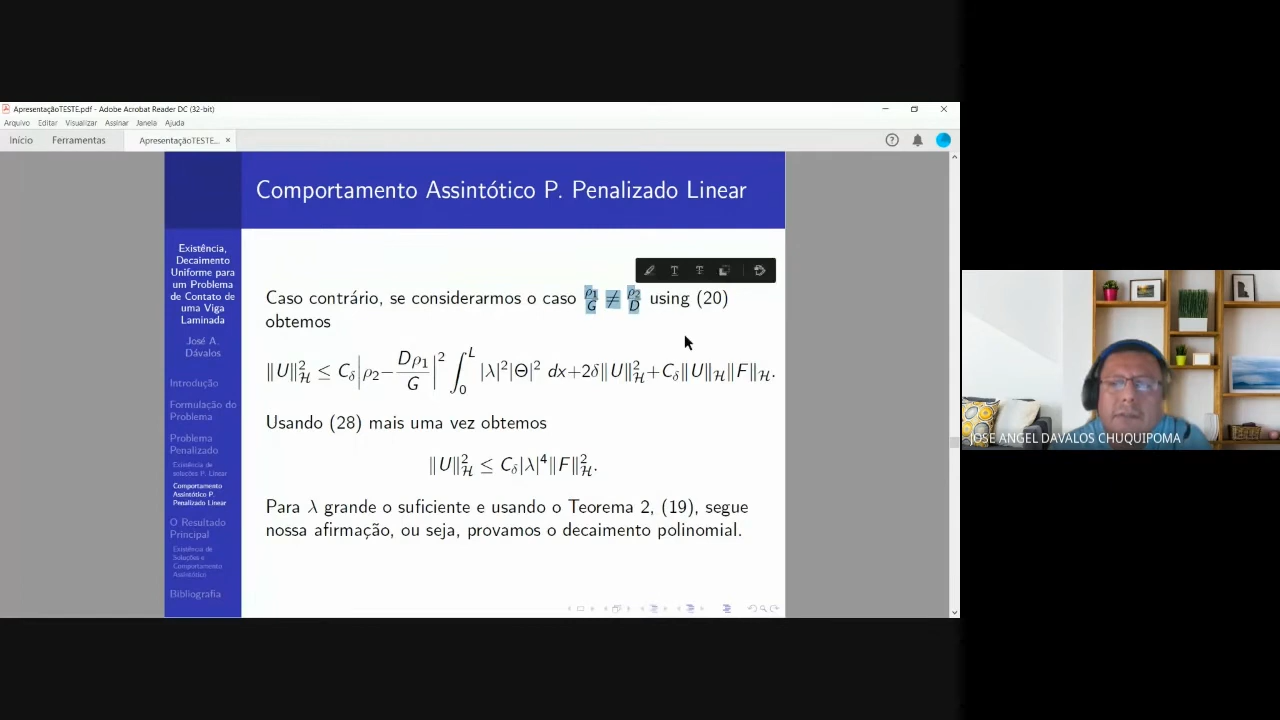 ApresentaçãoTESTE.pdf - Adobe Acrobat Reader DC (32-bit)
Arquivo Editar Visualizar Assinar Janela Ajuda
Início Ferramentas ApresentaçãoTESTE... ×
Comportamento Assintótico P. Penalizado Linear
Existência,
Decaimento
Uniforme para
um Problema
de Contato de
uma Viga
Laminada
José A.
Dávalos
Introdução
Formulação do
Problema
Problema
Penalizado
Existência de
soluções P. Linear
Comportamento
Assintótico P.
Penalizado Linear
O Resultado
Principal
Existência de
Soluções e
Comportamento
Assintótico
Bibliografia
Caso contrário, se considerarmos o caso ρ₁/G ≠ ρ₂/D using (20)
obtemos
‖U‖²_ℋ ≤ C_δ |ρ₂ − Dρ₁/G|² ∫₀ᴸ |λ|²|Θ|² dx+2δ‖U‖²_ℋ+C_δ‖U‖_ℋ‖F‖_ℋ.
Usando (28) mais uma vez obtemos
‖U‖²_ℋ ≤ C_δ|λ|⁴‖F‖²_ℋ.
Para λ grande o suficiente e usando o Teorema 2, (19), segue
nossa afirmação, ou seja, provamos o decaimento polinomial.
JOSE ANGEL DAVALOS CHUQUIPOMA